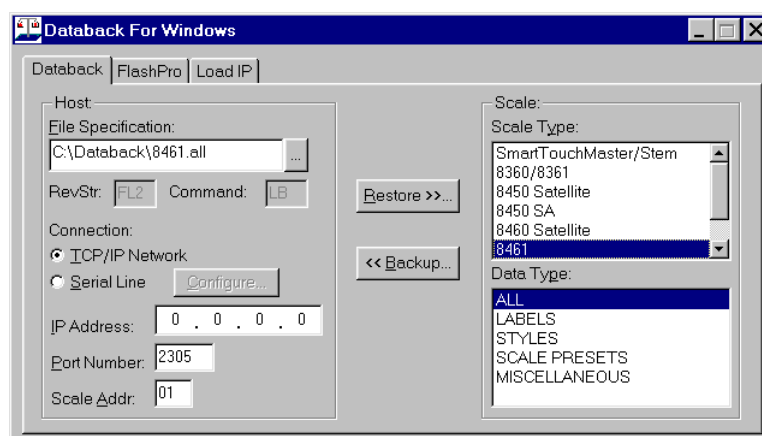 Databack For Windows
Databack FlashPro Load IP
Host:
File Specification:
C:\Databack\8461.all ...
RevStr: FL2 Command: LB
Connection:
TCP/IP Network
Serial Line Configure...
IP Address: 0 . 0 . 0 . 0
Port Number: 2305
Scale Addr: 01
Restore >>...
<< Backup...
Scale:
Scale Type:
SmartTouchMaster/Stem
8360/8361
8450 Satellite
8450 SA
8460 Satellite
8461
Data Type:
ALL
LABELS
STYLES
SCALE PRESETS
MISCELLANEOUS